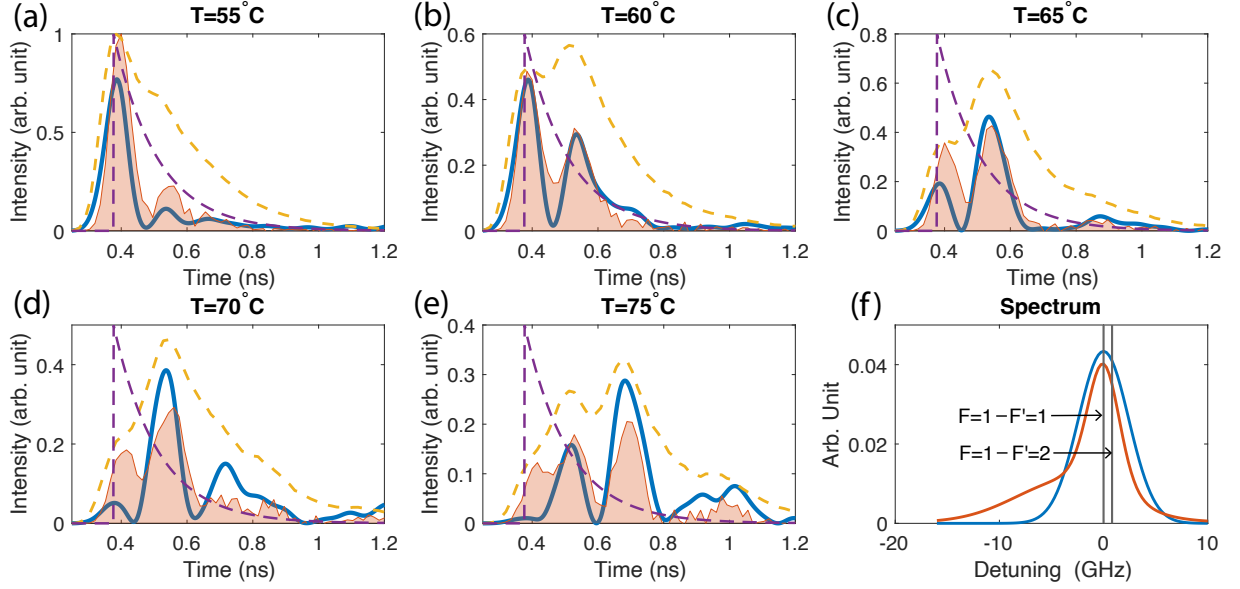 (a) T=55°C
Intensity (arb. unit)
1
0.5
0
0.4 0.6 0.8 1 1.2
Time (ns)
(b) T=60°C
Intensity (arb. unit)
0.6
0.4
0.2
0
0.4 0.6 0.8 1 1.2
Time (ns)
(c) T=65°C
Intensity (arb. unit)
0.8
0.6
0.4
0.2
0
0.4 0.6 0.8 1 1.2
Time (ns)
(d) T=70°C
Intensity (arb. unit)
0.4
0.2
0
0.4 0.6 0.8 1 1.2
Time (ns)
(e) T=75°C
Intensity (arb. unit)
0.4
0.3
0.2
0.1
0
0.4 0.6 0.8 1 1.2
Time (ns)
(f) Spectrum
Arb. Unit
0.04
0.02
0
F=1−F'=1
F=1−F'=2
-20 -10 0 10
Detuning (GHz)